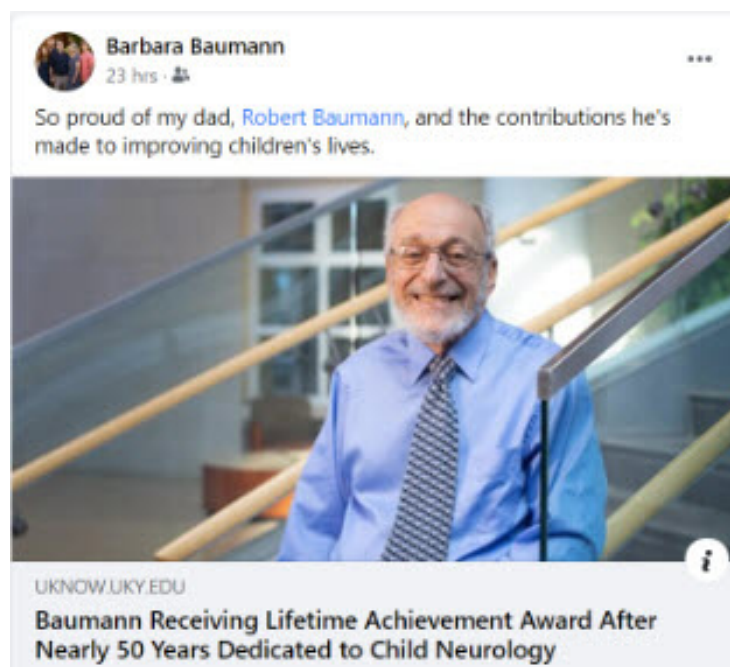 Barbara Baumann
23 hrs ·
So proud of my dad, Robert Baumann, and the contributions he's
made to improving children's lives.
UKNOW.UKY.EDU
Baumann Receiving Lifetime Achievement Award After
Nearly 50 Years Dedicated to Child Neurology